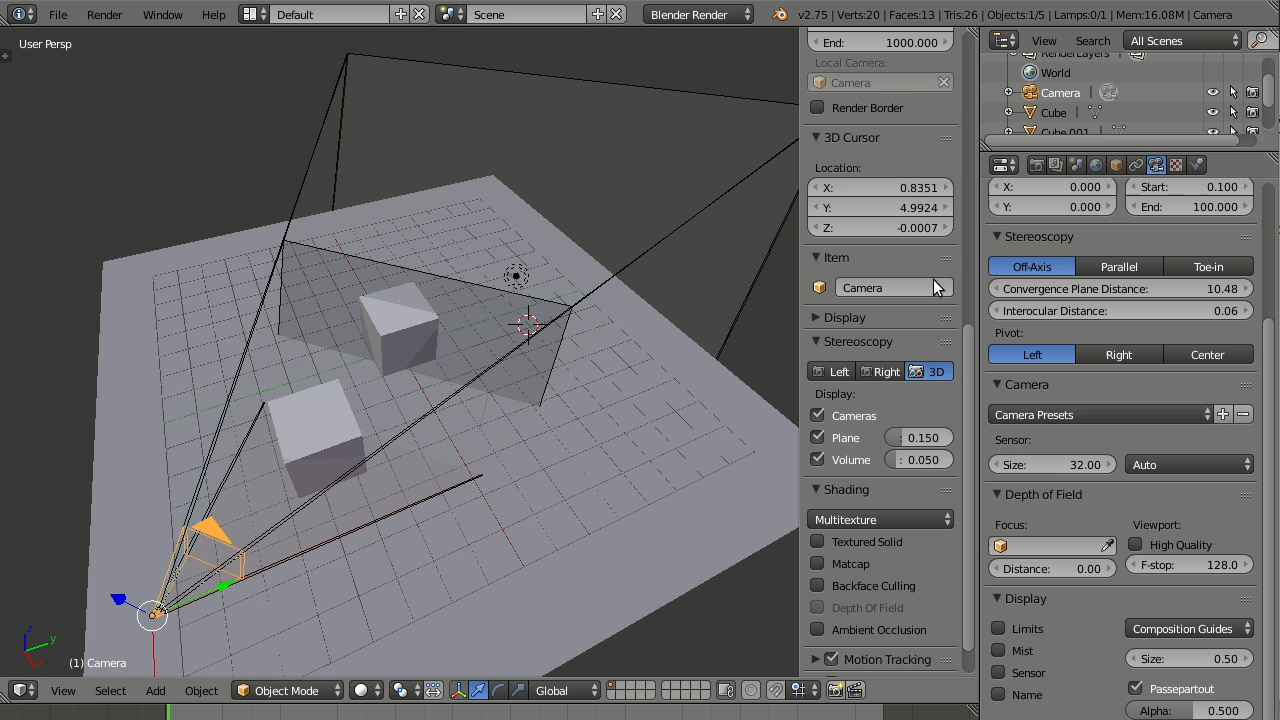 File Render Window Help Default Scene Blender Render v2.75 | Verts:20 | Faces:13 | Tris:26 | Objects:1/5 | Lamps:0/1 | Mem:16.08M | Camera
User Persp
(1) Camera
z
y
x
View Select Add Object Object Mode Global
End: 1000.000
Local Camera:
Camera
Render Border
3D Cursor
Location:
X: 0.8351
Y: 4.9924
Z: -0.0007
Item
Camera
Display
Stereoscopy
Left Right 3D
Display:
Cameras
Plane : 0.150
Volume : 0.050
Shading
Multitexture
Textured Solid
Matcap
Backface Culling
Depth Of Field
Ambient Occlusion
Motion Tracking
View Search All Scenes
RenderLayers
World
Camera
Cube
Cube.001
X: 0.000 Start: 0.100
Y: 0.000 End: 100.000
Stereoscopy
Off-Axis Parallel Toe-in
Convergence Plane Distance: 10.48
Interocular Distance: 0.06
Pivot:
Left Right Center
Camera
Camera Presets
Sensor:
Size: 32.00 Auto
Depth of Field
Focus: Viewport:
High Quality
Distance: 0.00 F-stop: 128.0
Display
Limits Composition Guides
Mist Size: 0.50
Sensor Passepartout
Name Alpha: 0.500